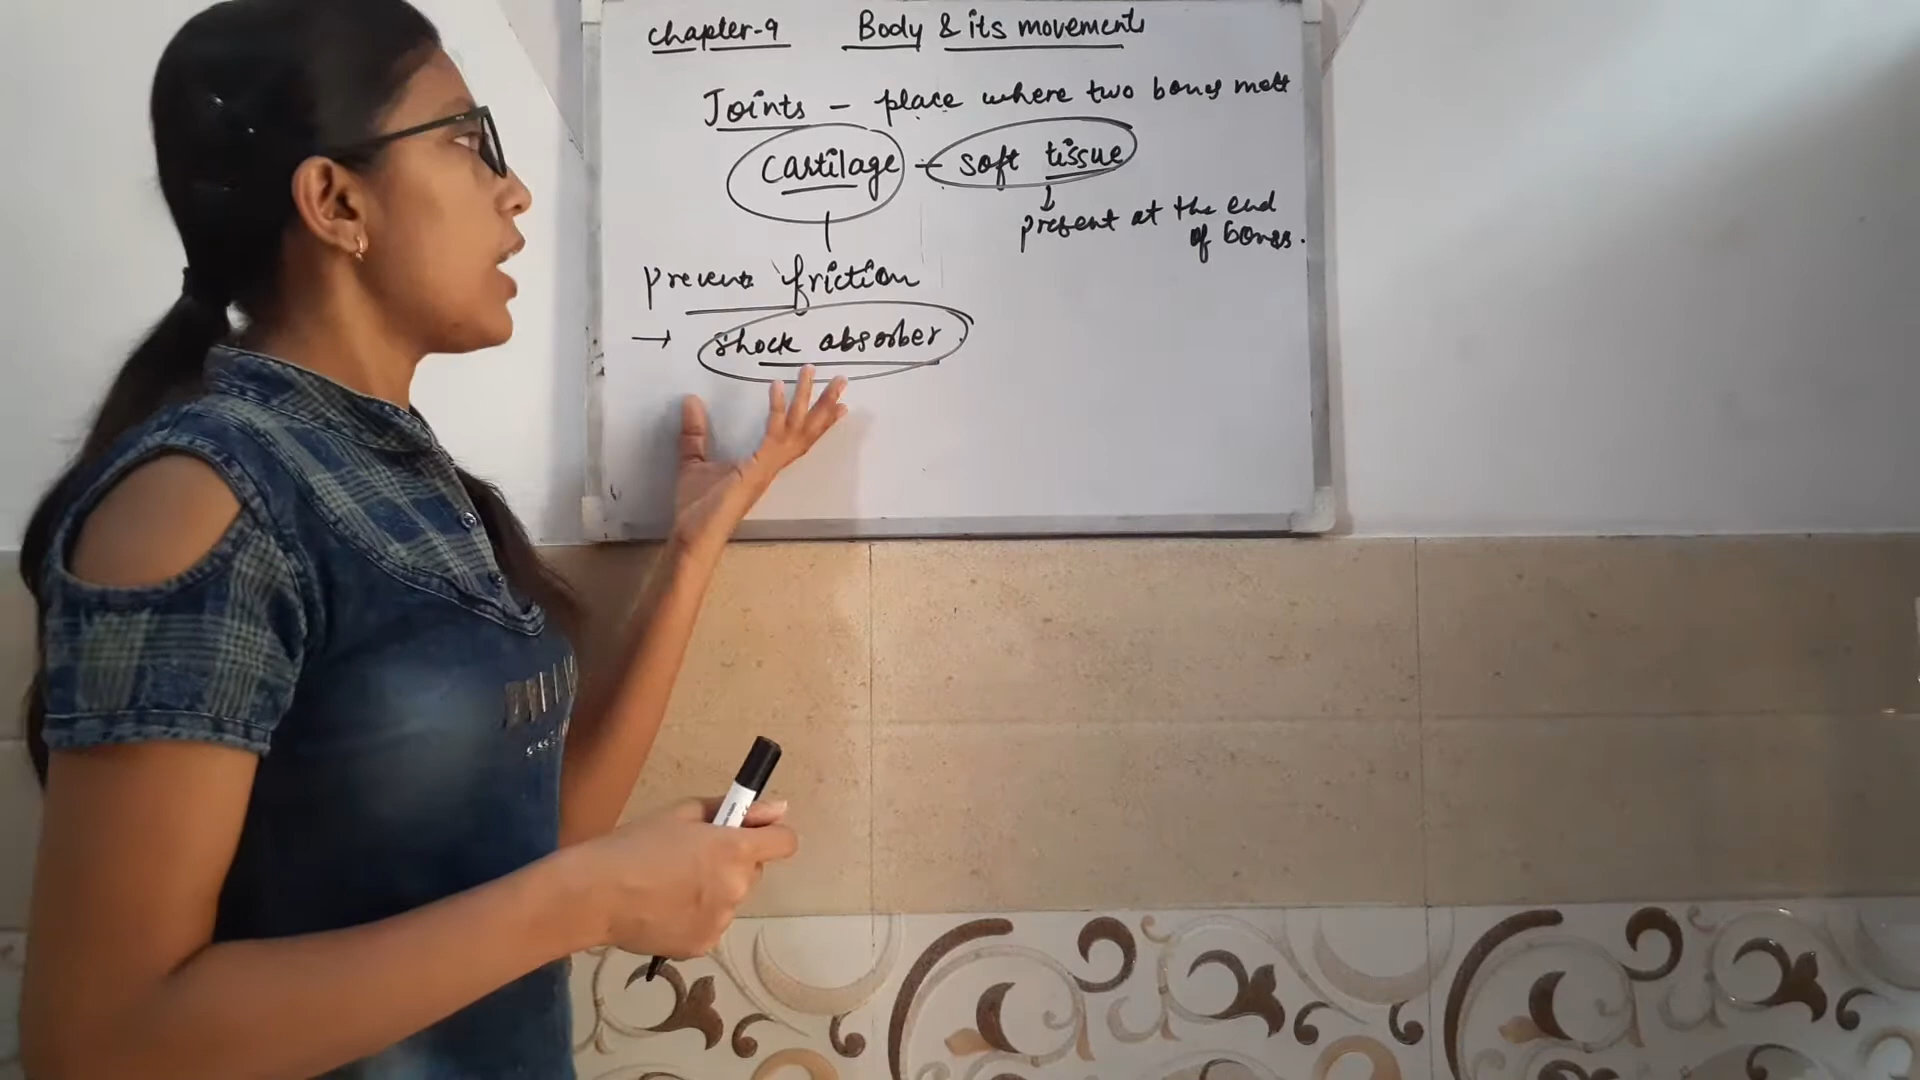 chapter-9 Body & its movements
Joints - place where two bones meet
Cartilage - soft tissue
present at the end
of bones.
prevent friction
→ shock absorber